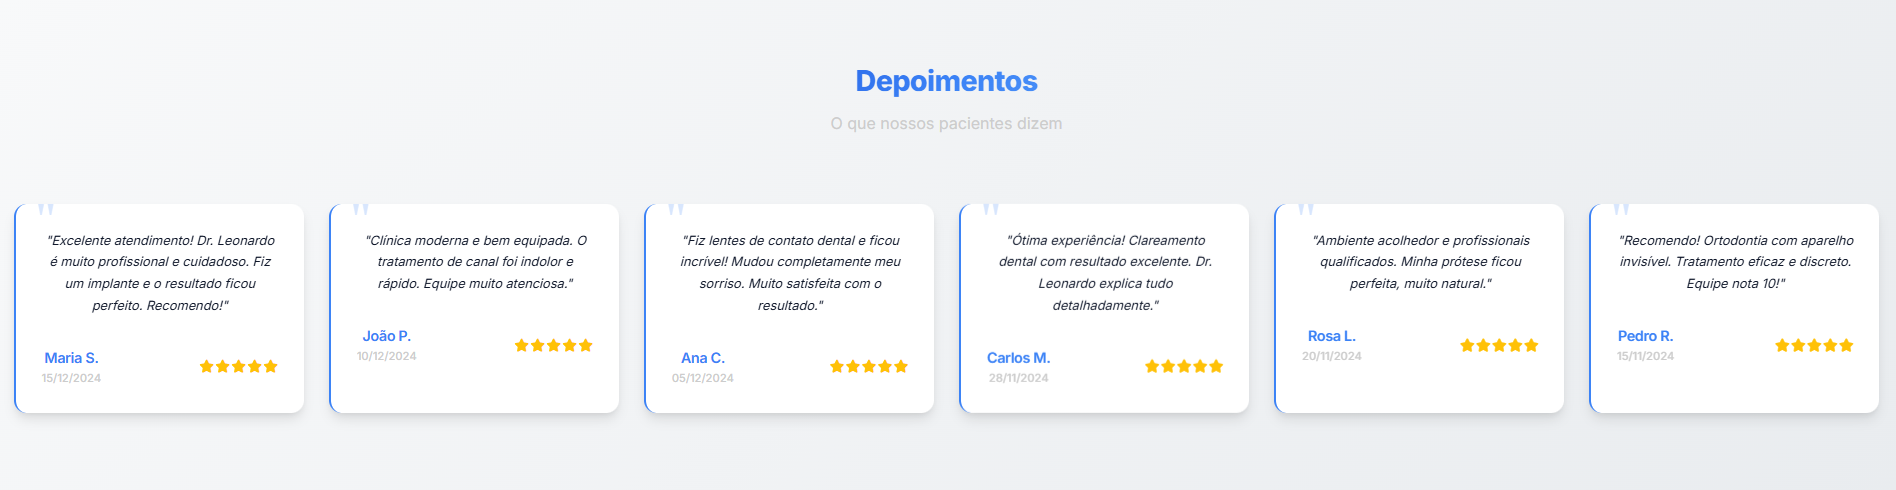 Depoimentos
O que nossos pacientes dizem
"
"Excelente atendimento! Dr. Leonardo
é muito profissional e cuidadoso. Fiz
um implante e o resultado ficou
perfeito. Recomendo!"
Maria S.
15/12/2024
"
"Clínica moderna e bem equipada. O
tratamento de canal foi indolor e
rápido. Equipe muito atenciosa."
João P.
10/12/2024
"
"Fiz lentes de contato dental e ficou
incrível! Mudou completamente meu
sorriso. Muito satisfeita com o
resultado."
Ana C.
05/12/2024
"
"Ótima experiência! Clareamento
dental com resultado excelente. Dr.
Leonardo explica tudo
detalhadamente."
Carlos M.
28/11/2024
"
"Ambiente acolhedor e profissionais
qualificados. Minha prótese ficou
perfeita, muito natural."
Rosa L.
20/11/2024
"
"Recomendo! Ortodontia com aparelho
invisível. Tratamento eficaz e discreto.
Equipe nota 10!"
Pedro R.
15/11/2024